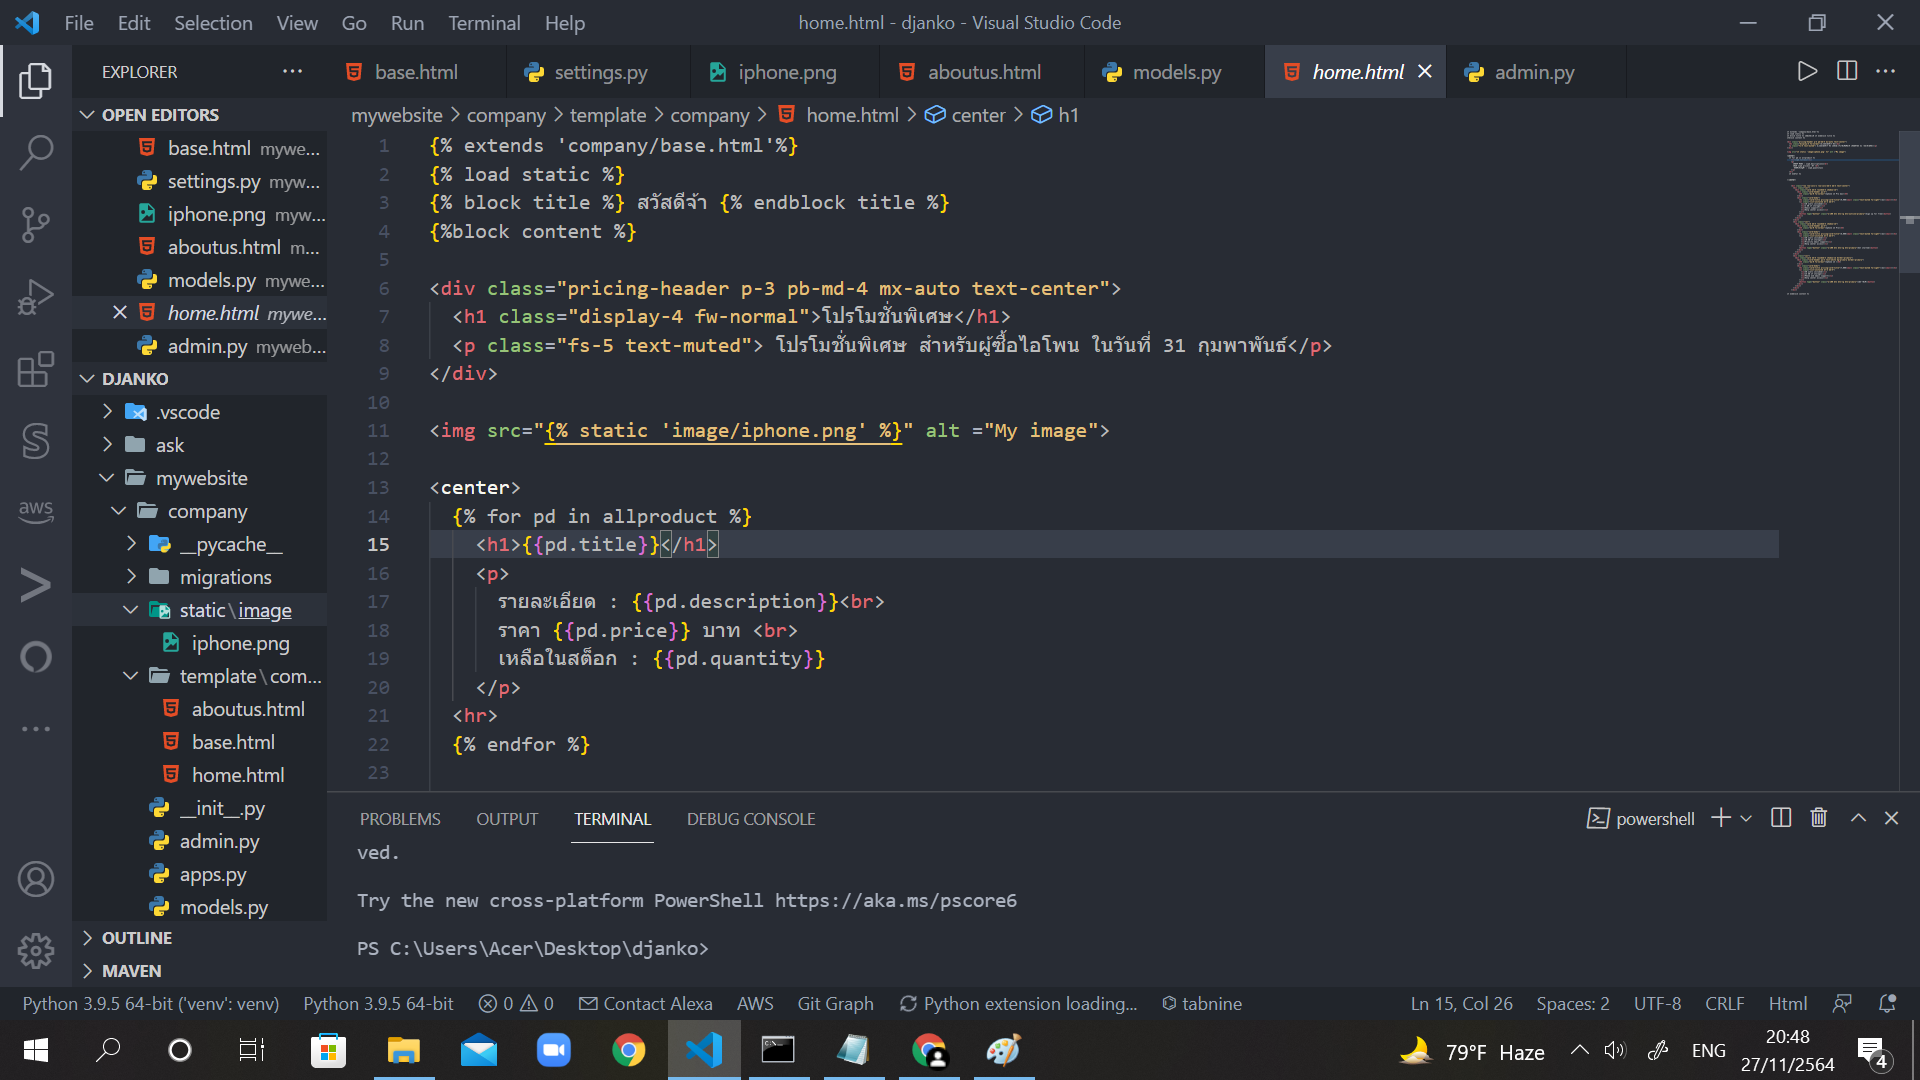 File Edit Selection View Go Run Terminal Help
home.html - djanko - Visual Studio Code
EXPLORER
base.html
settings.py
iphone.png
aboutus.html
models.py
home.html
admin.py
OPEN EDITORS
base.html mywe...
settings.py myw...
iphone.png myw...
aboutus.html m...
models.py mywe...
home.html mywe...
admin.py myweb...
DJANKO
.vscode
ask
mywebsite
company
__pycache__
migrations
static\image
iphone.png
template\com...
aboutus.html
base.html
home.html
__init__.py
admin.py
apps.py
models.py
OUTLINE
MAVEN
aws
mywebsite > company > template > company > home.html > center > h1
1 {% extends 'company/base.html'%}
2 {% load static %}
3 {% block title %} สวัสดีจ้า {% endblock title %}
4 {%block content %}
5
6 <div class="pricing-header p-3 pb-md-4 mx-auto text-center">
7 <h1 class="display-4 fw-normal">โปรโมชั่นพิเศษ</h1>
8 <p class="fs-5 text-muted"> โปรโมชั่นพิเศษ สำหรับผู้ซื้อไอโพน ในวันที่ 31 กุมพาพันธ์</p>
9 </div>
10
11 <img src="{% static 'image/iphone.png' %}" alt ="My image">
12
13 <center>
14 {% for pd in allproduct %}
15 <h1>{{pd.title}}</h1>
16 <p>
17 รายละเอียด : {{pd.description}}<br>
18 ราคา {{pd.price}} บาท <br>
19 เหลือในสต็อก : {{pd.quantity}}
20 </p>
21 <hr>
22 {% endfor %}
23
PROBLEMS OUTPUT TERMINAL DEBUG CONSOLE
powershell
ved.
Try the new cross-platform PowerShell https://aka.ms/pscore6
PS C:\Users\Acer\Desktop\djanko>
Python 3.9.5 64-bit ('venv': venv) Python 3.9.5 64-bit 0 0 Contact Alexa AWS Git Graph Python extension loading... tabnine
Ln 15, Col 26 Spaces: 2 UTF-8 CRLF Html
79°F Haze
ENG
20:48
27/11/2564
4